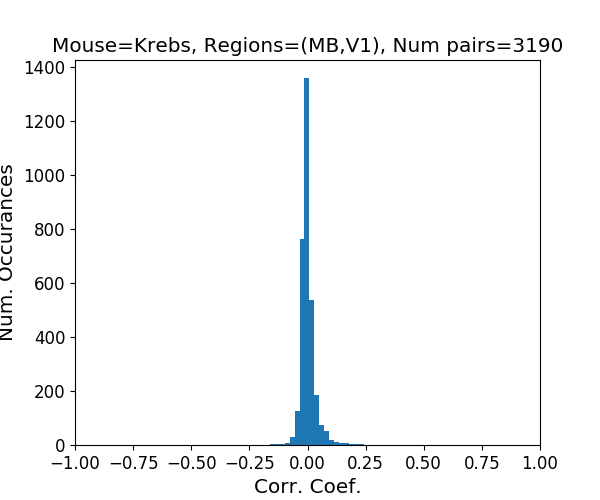 Mouse=Krebs, Regions=(MB,V1), Num pairs=3190
1400
1200
1000
800
600
400
200
0
Num. Occurances
−1.00 −0.75 −0.50 −0.25 0.00 0.25 0.50 0.75 1.00
Corr. Coef.